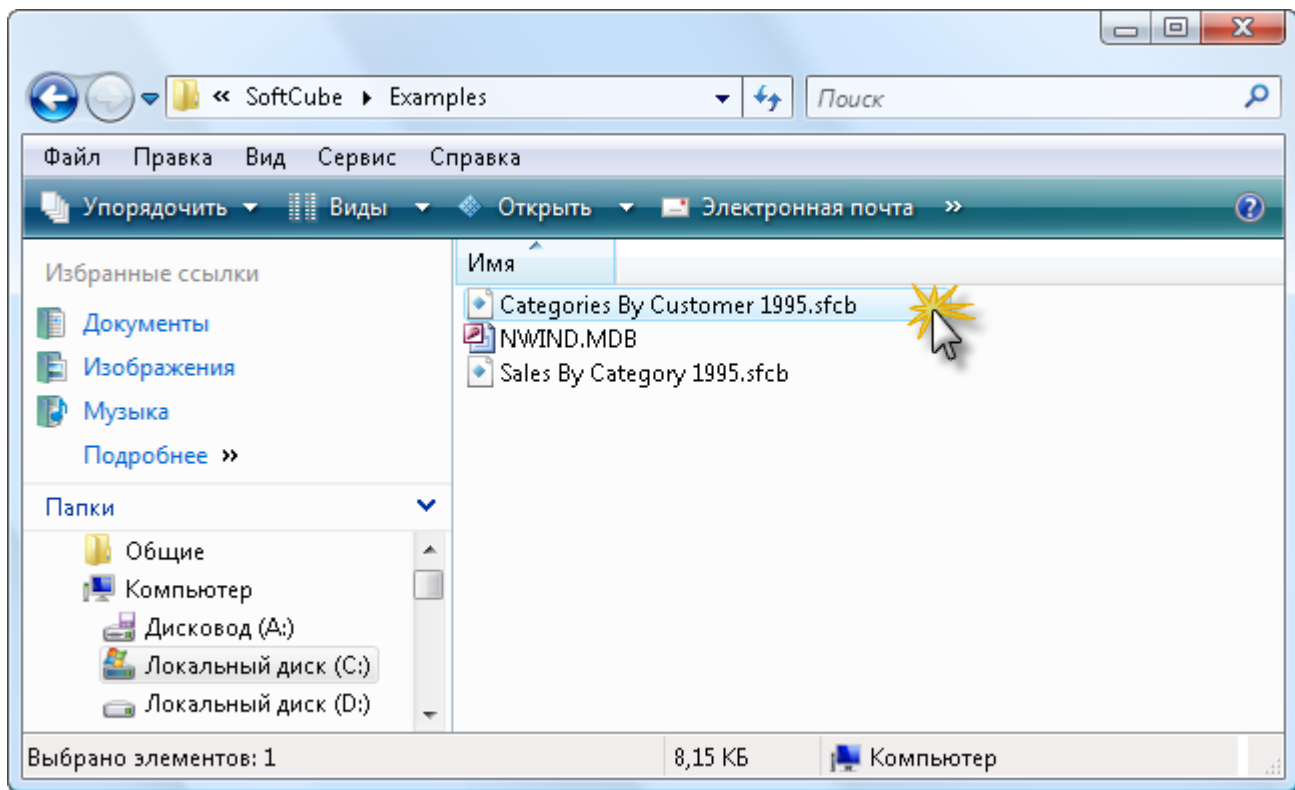 « SoftCube Examples
Поиск
Файл Правка Вид Сервис Справка
Упорядочить Виды Открыть Электронная почта »
Избранные ссылки
Документы
Изображения
Музыка
Подробнее »
Папки
Общие
Компьютер
Дисковод (A:)
Локальный диск (C:)
Локальный диск (D:)
Имя
Categories By Customer 1995.sfcb
NWIND.MDB
Sales By Category 1995.sfcb
Выбрано элементов: 1 8,15 КБ Компьютер